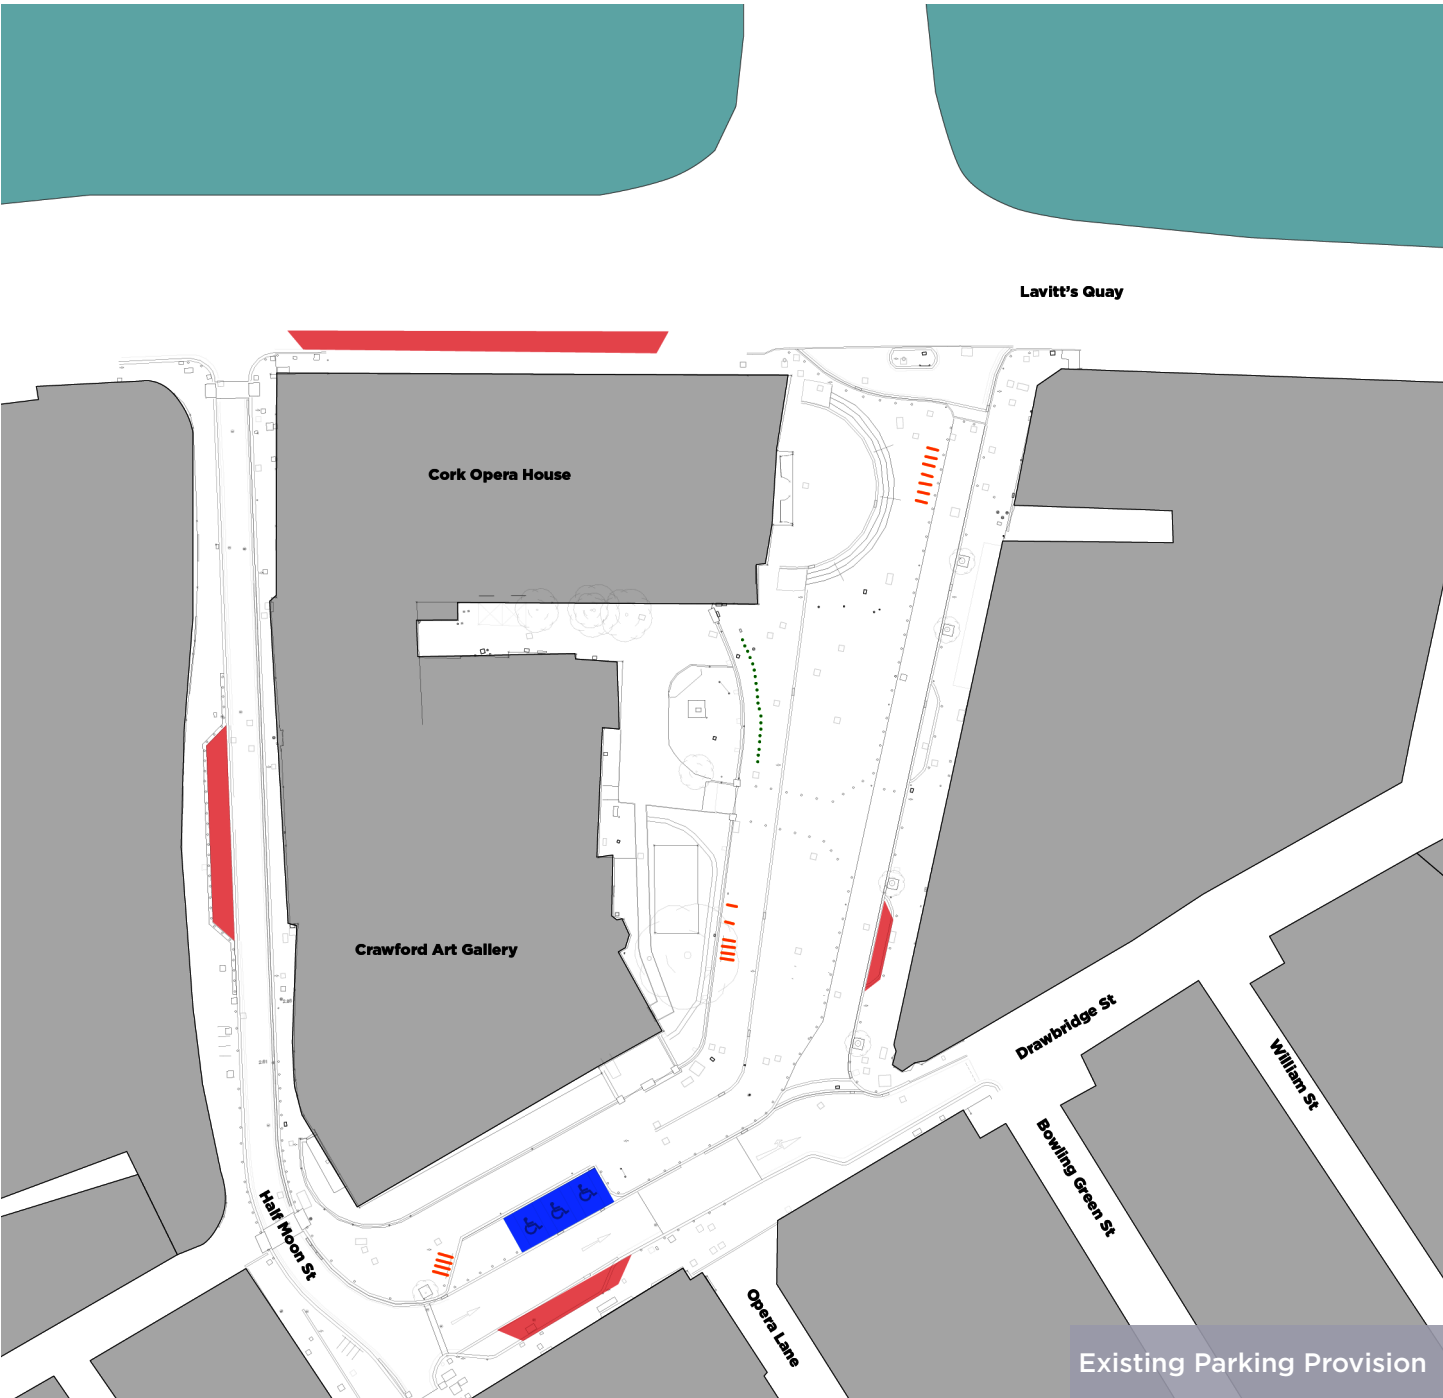 Lavitt's Quay
Cork Opera House
Crawford Art Gallery
Drawbridge St
William St
Bowling Green St
Half Moon St
Opera Lane
Existing Parking Provision